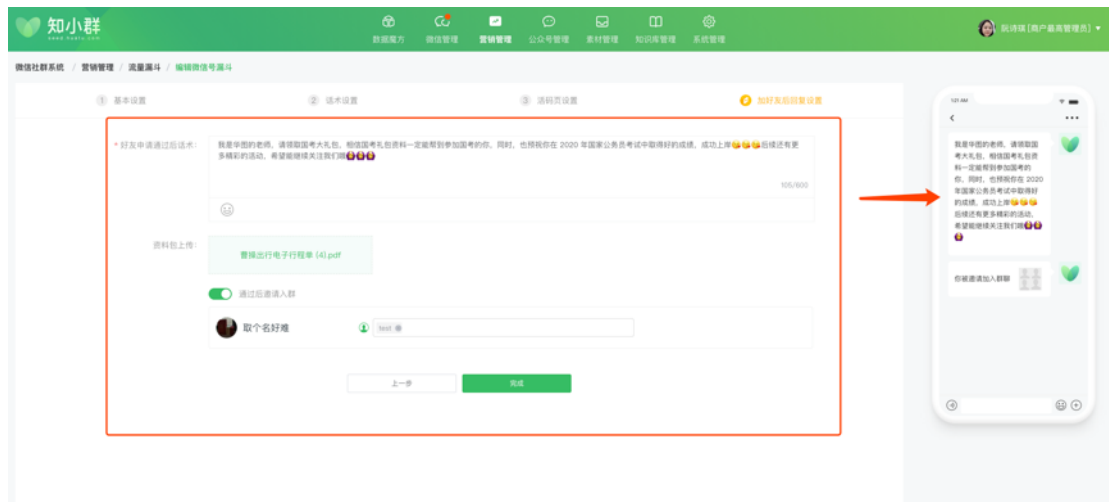 知小群
数据魔方 微信管理 营销管理 公众号管理 素材管理 知识库管理 系统管理
阮诗琪 [商户最高管理员]
微信社群系统 / 营销管理 / 流量漏斗 / 编辑微信号漏斗
1 基本设置 2 话术设置 3 活码页设置 加好友后回复设置
* 好友申请通过后话术:
我是华图的老师,请领取国考大礼包,相信国考礼包资料一定能帮到参加国考的你,同时,也预祝你在 2020 年国家公务员考试中取得好的成绩,成功上岸😘😘😘后续还有更
多精彩的活动,希望能继续关注我们哦🙆🙆🙆
105/600
资料包上传:
曹操出行电子行程单 (4).pdf
通过后邀请入群
取个名好难 test
上一步 完成
1:21 AM
我是华图的老师,请领取国
考大礼包,相信国考礼包资
料一定能帮到参加国考的
你,同时,也预祝你在 2020
年国家公务员考试中取得好
的成绩,成功上岸😘😘😘
后续还有更多精彩的活动,
希望能继续关注我们哦🙆🙆
🙆
你被邀请加入群聊